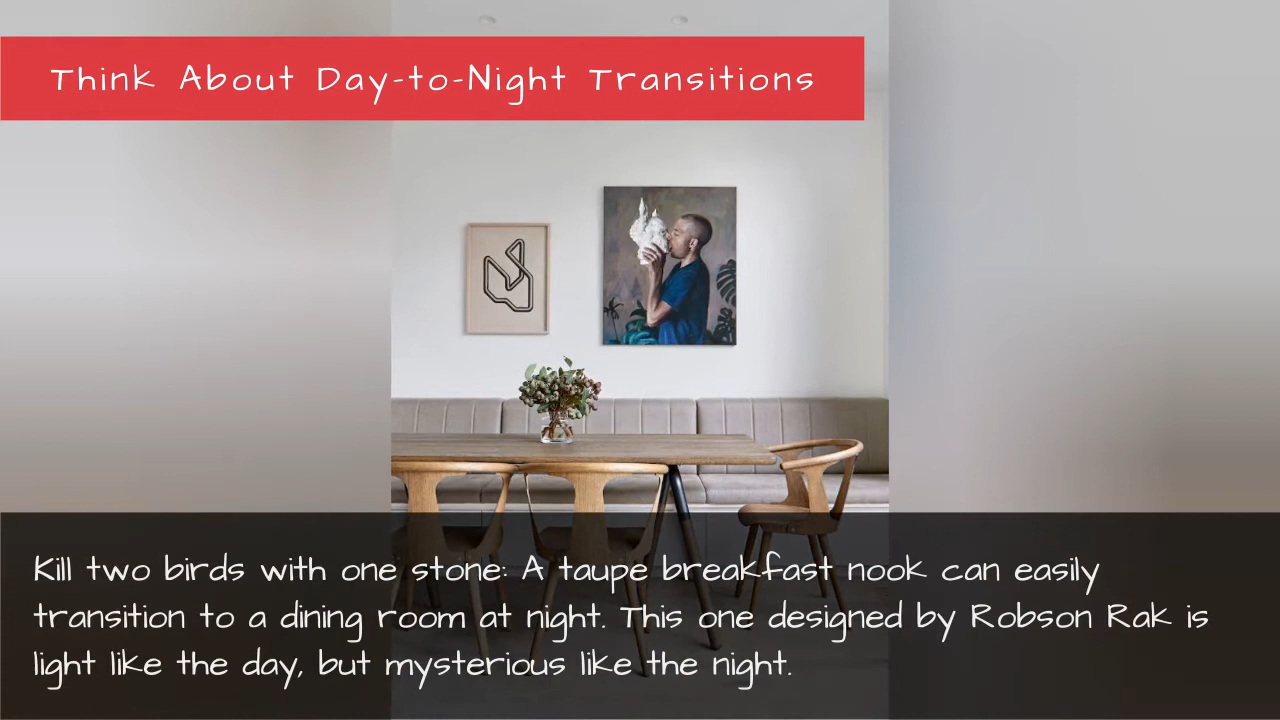 Think About Day-to-Night Transitions
Kill two birds with one stone: A taupe breakfast nook can easily
transition to a dining room at night. This one designed by Robson Rak is
light like the day, but mysterious like the night.